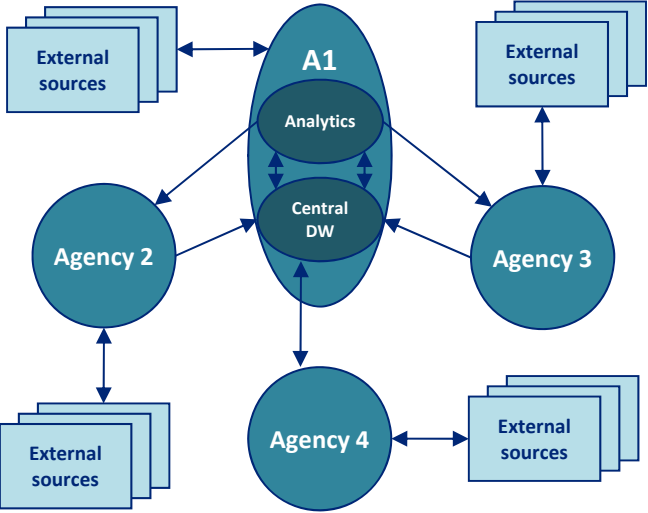 External
sources
A1
External
sources
Analytics
Central
DW
Agency 2
Agency 3
Agency 4
External
sources
External
sources